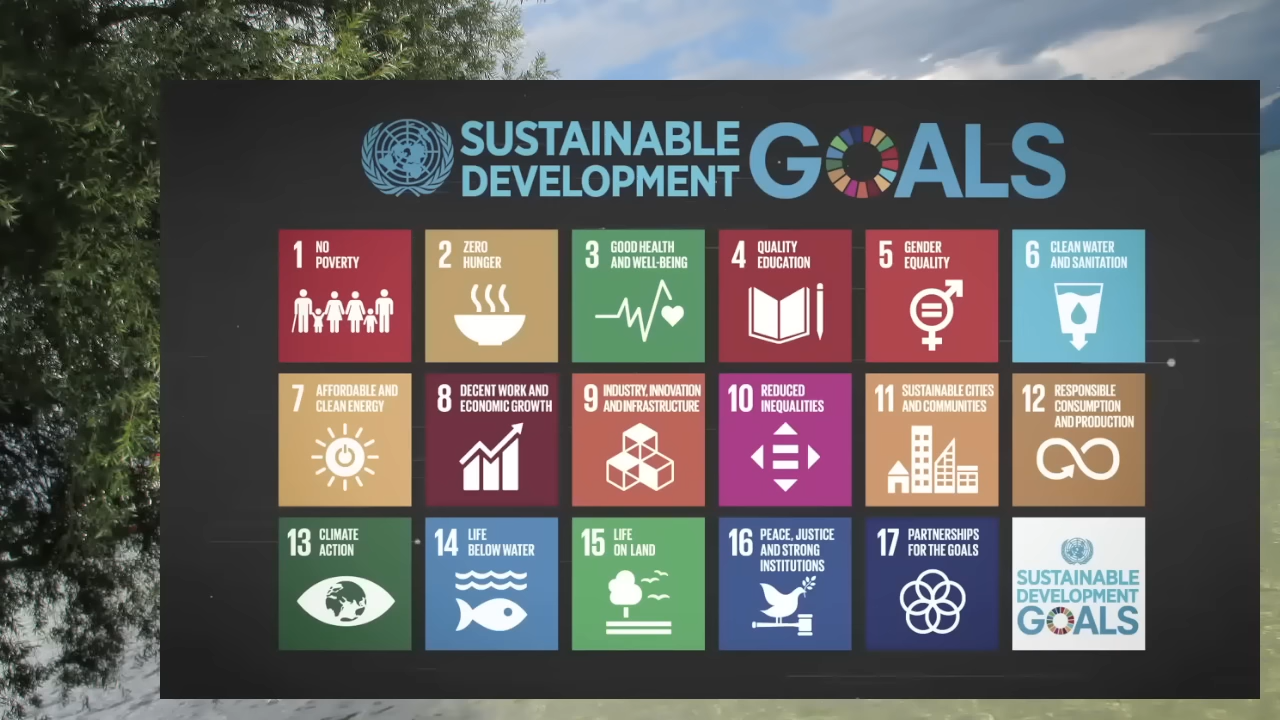 SUSTAINABLE
DEVELOPMENT
GOALS
1 NO
POVERTY
2 ZERO
HUNGER
3 GOOD HEALTH
AND WELL-BEING
4 QUALITY
EDUCATION
5 GENDER
EQUALITY
6 CLEAN WATER
AND SANITATION
7 AFFORDABLE AND
CLEAN ENERGY
8 DECENT WORK AND
ECONOMIC GROWTH
9 INDUSTRY, INNOVATION
AND INFRASTRUCTURE
10 REDUCED
INEQUALITIES
11 SUSTAINABLE CITIES
AND COMMUNITIES
12 RESPONSIBLE
CONSUMPTION
AND PRODUCTION
13 CLIMATE
ACTION
14 LIFE
BELOW WATER
15 LIFE
ON LAND
16 PEACE, JUSTICE
AND STRONG
INSTITUTIONS
17 PARTNERSHIPS
FOR THE GOALS
SUSTAINABLE
DEVELOPMENT
GOALS